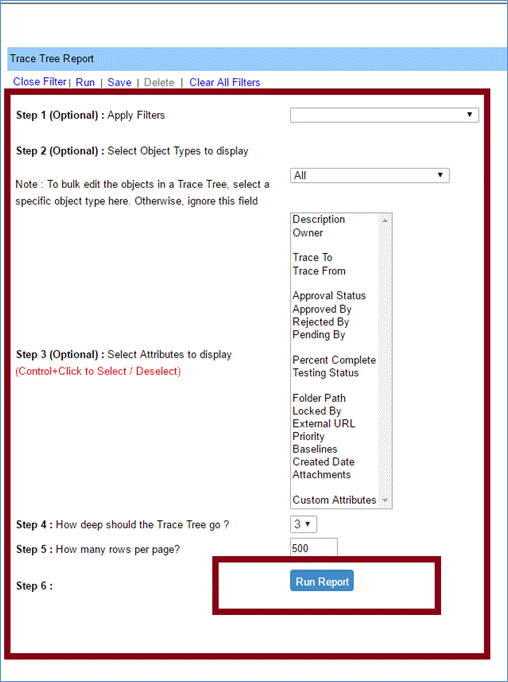 Trace Tree Report
Close Filter | Run | Save | Delete | Clear All Filters
Step 1 (Optional) : Apply Filters
Step 2 (Optional) : Select Object Types to display
Note : To bulk edit the objects in a Trace Tree, select a
specific object type here. Otherwise, ignore this field
All
Description
Owner
Trace To
Trace From
Approval Status
Approved By
Rejected By
Pending By
Percent Complete
Testing Status
Folder Path
Locked By
External URL
Priority
Baselines
Created Date
Attachments
Custom Attributes
Step 3 (Optional) : Select Attributes to display
(Control+Click to Select / Deselect)
Step 4 : How deep should the Trace Tree go ? 3
Step 5 : How many rows per page? 500
Step 6 : Run Report